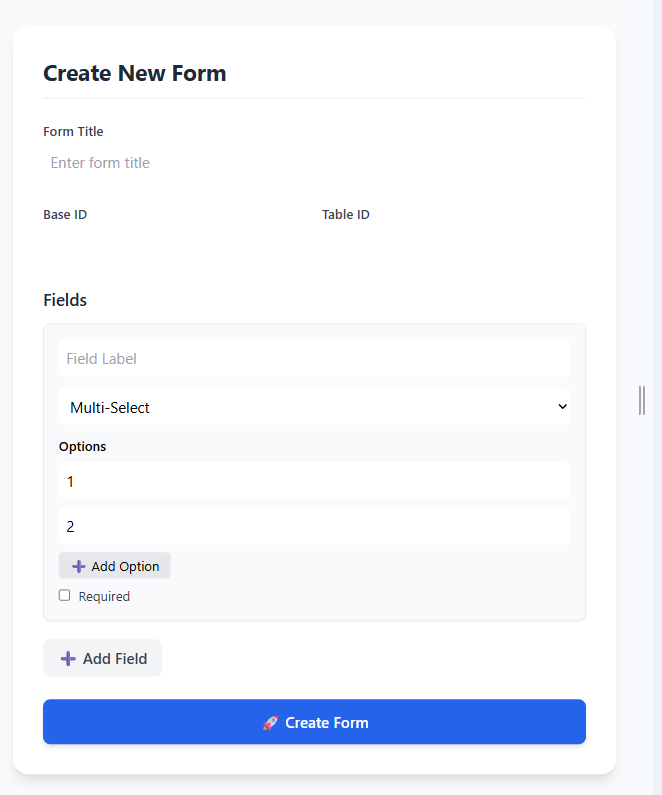 Create New Form
Form Title
Enter form title
Base ID
Table ID
Fields
Field Label
Multi-Select
Options
1
2
➕ Add Option
Required
➕ Add Field
🚀 Create Form